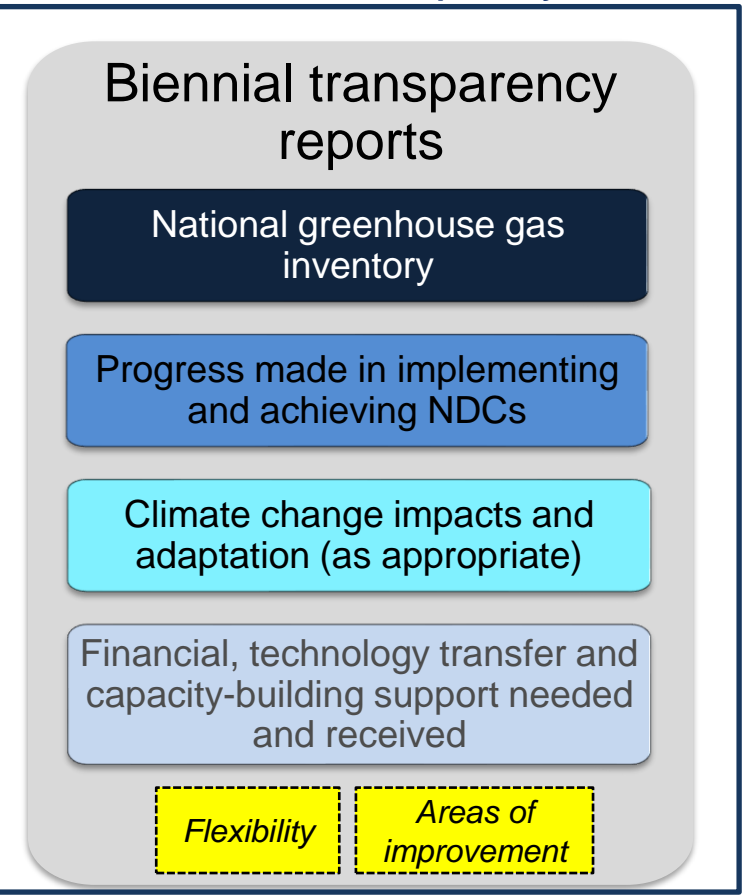 Biennial transparency
reports
National greenhouse gas
inventory
Progress made in implementing
and achieving NDCs
Climate change impacts and
adaptation (as appropriate)
Financial, technology transfer and
capacity-building support needed
and received
Flexibility
Areas of
improvement